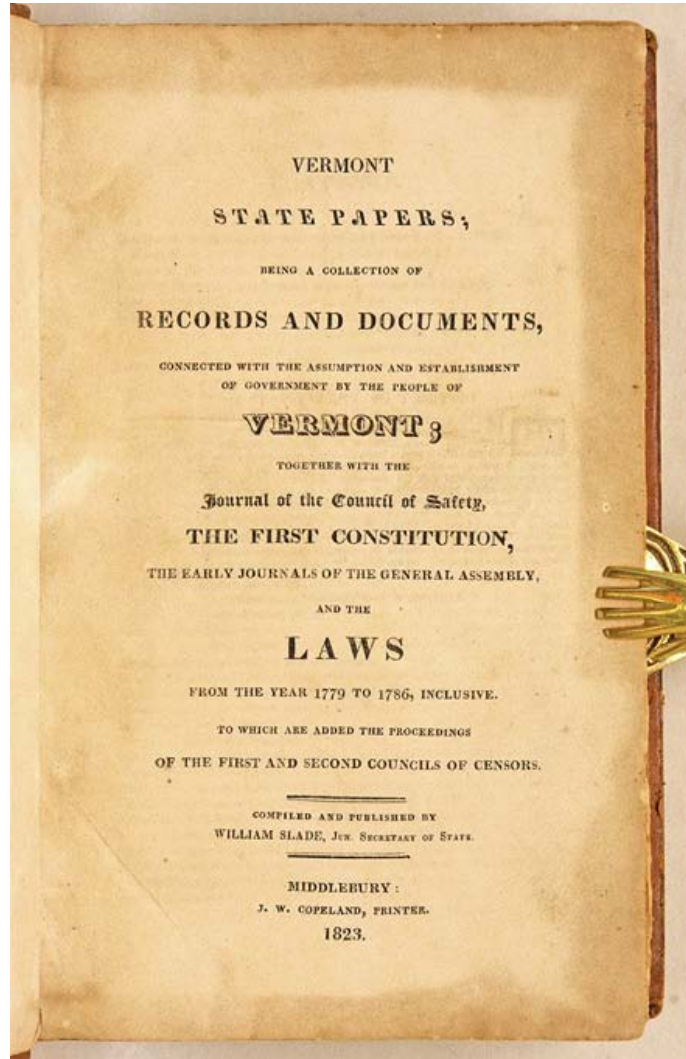 VERMONT
STATE PAPERS;
BEING A COLLECTION OF
RECORDS AND DOCUMENTS,
CONNECTED WITH THE ASSUMPTION AND ESTABLISHMENT
OF GOVERNMENT BY THE PEOPLE OF
VERMONT;
TOGETHER WITH THE
Journal of the Council of Safety,
THE FIRST CONSTITUTION,
THE EARLY JOURNALS OF THE GENERAL ASSEMBLY,
AND THE
LAWS
FROM THE YEAR 1779 TO 1786, INCLUSIVE.
TO WHICH ARE ADDED THE PROCEEDINGS
OF THE FIRST AND SECOND COUNCILS OF CENSORS.
COMPILED AND PUBLISHED BY
WILLIAM SLADE, JUN. SECRETARY OF STATE.
MIDDLEBURY:
J. W. COPELAND, PRINTER.
1823.